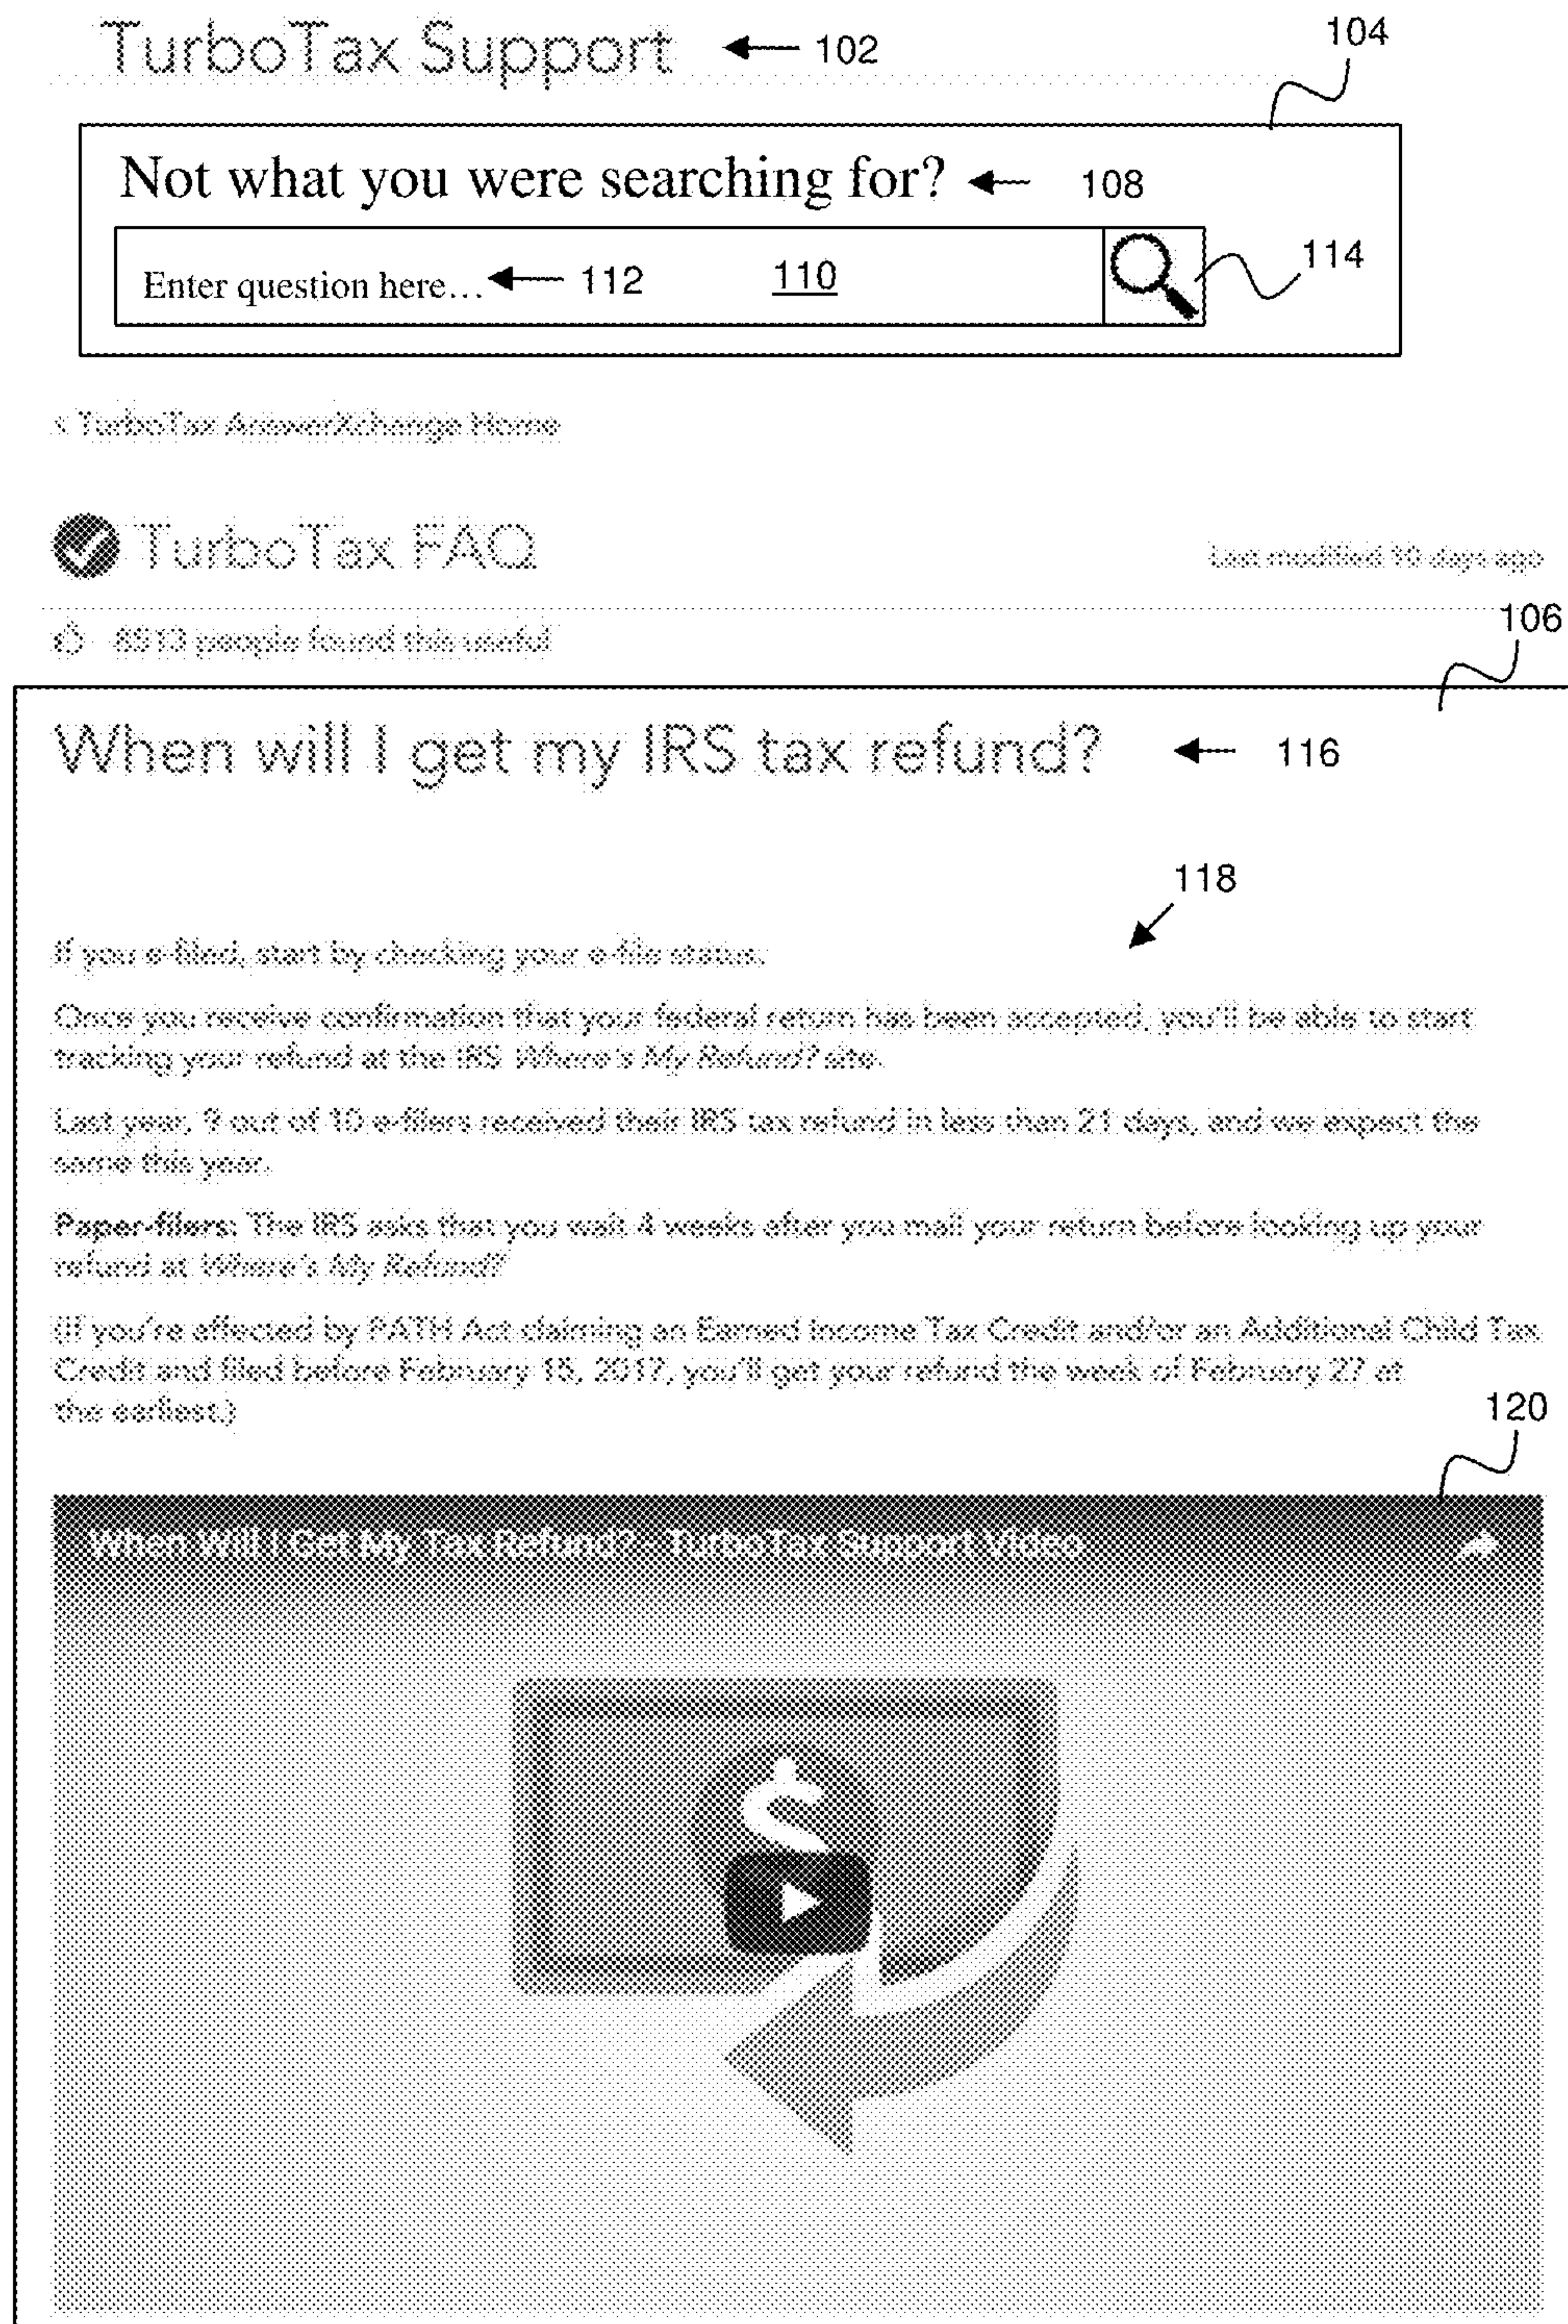 TurboTax Support 102
104
Not what you were searching for? 108
Enter question here... 112 110 114
< TurboTax AnswerXchange Home
TurboTax FAQ Last modified 10 days ago
106
people found this useful
When will I get my IRS tax refund? 116
118
If you e-filed, start by checking your e-file status.
Once you receive confirmation that your federal return has been accepted, you'll be able to start
tracking your refund at the IRS Where's My Refund? site.
Last year, 9 out of 10 e-filers received their IRS tax refund in less than 21 days, and we expect the
same this year.
Paper-filers: The IRS asks that you wait 4 weeks after you mail your return before looking up your
refund at Where's My Refund?
(If you're affected by PATH Act claiming an Earned Income Tax Credit and/or an Additional Child Tax
Credit and filed before February 15, 2017, you'll get your refund the week of February 27 at
the earliest.)
120
When Will I Get My Tax Refund? - TurboTax Support Video
$